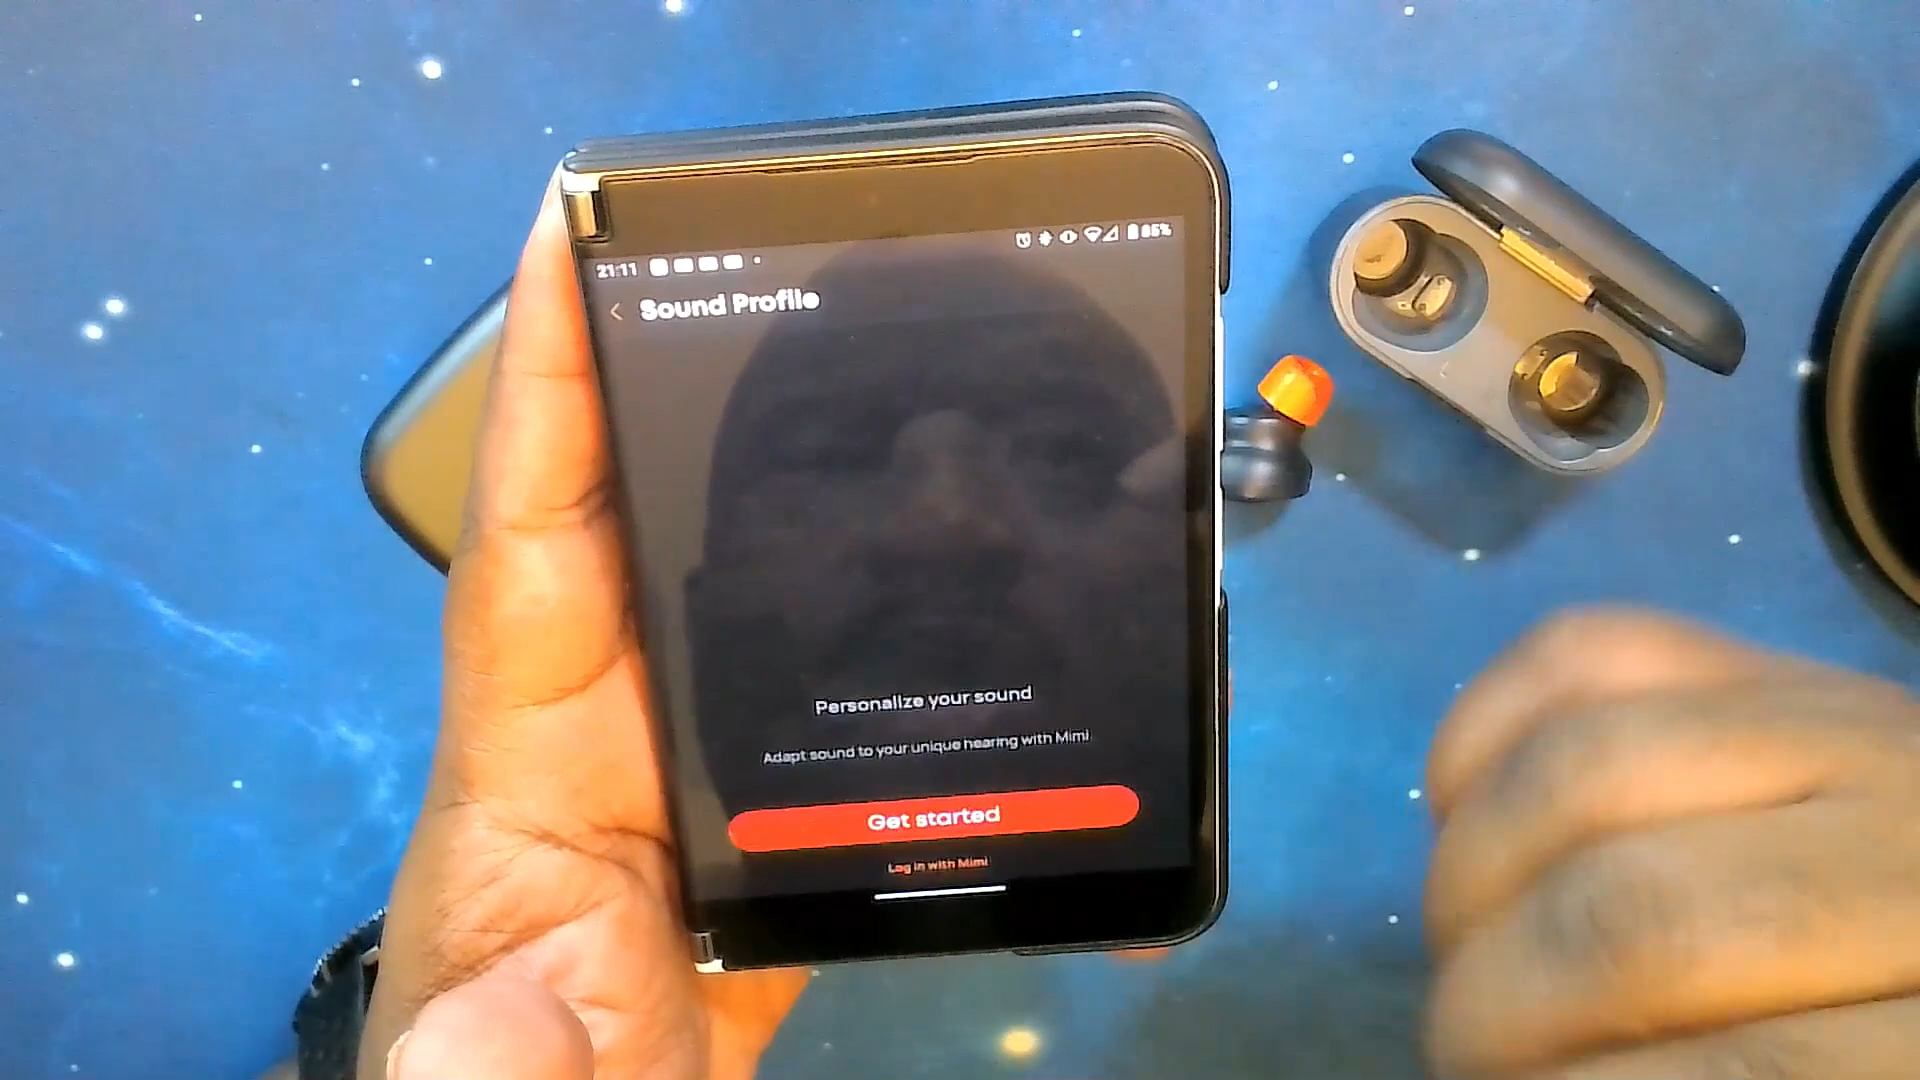 21:11
85%
Sound Profile
Personalize your sound
Adapt sound to your unique hearing with Mimi
Get started
Log in with Mimi